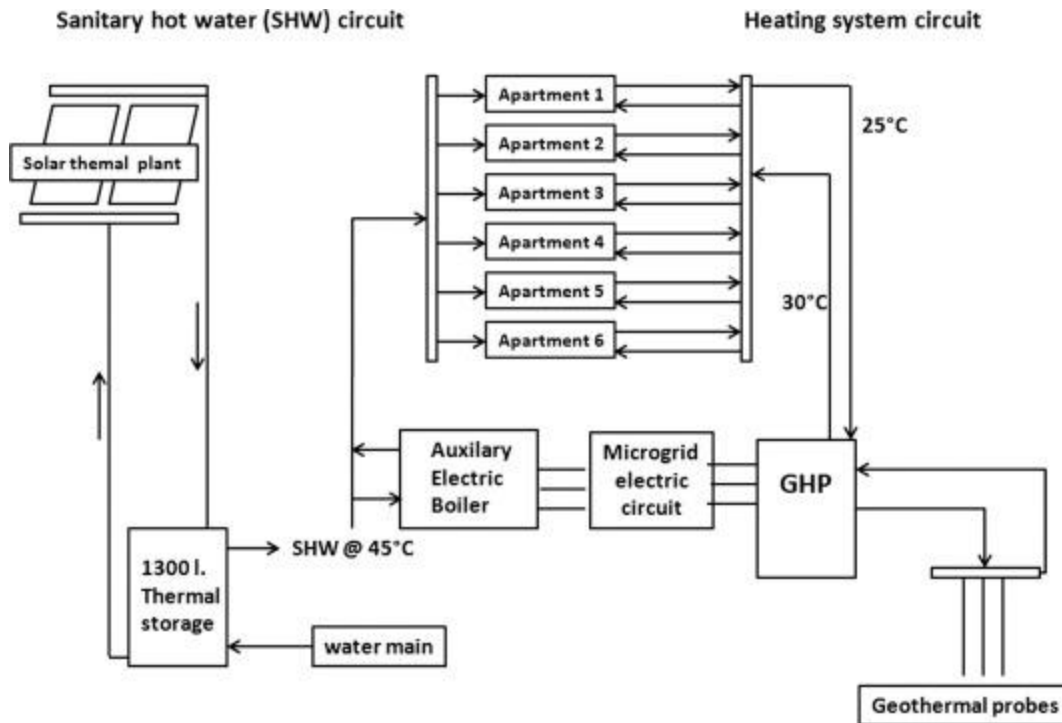 Sanitary hot water (SHW) circuit
Heating system circuit
Solar themal plant
Apartment 1
Apartment 2
Apartment 3
Apartment 4
Apartment 5
Apartment 6
25°C
30°C
Auxilary
Electric
Boiler
Microgrid
electric
circuit
GHP
SHW @ 45°C
1300 l.
Thermal
storage
water main
Geothermal probes